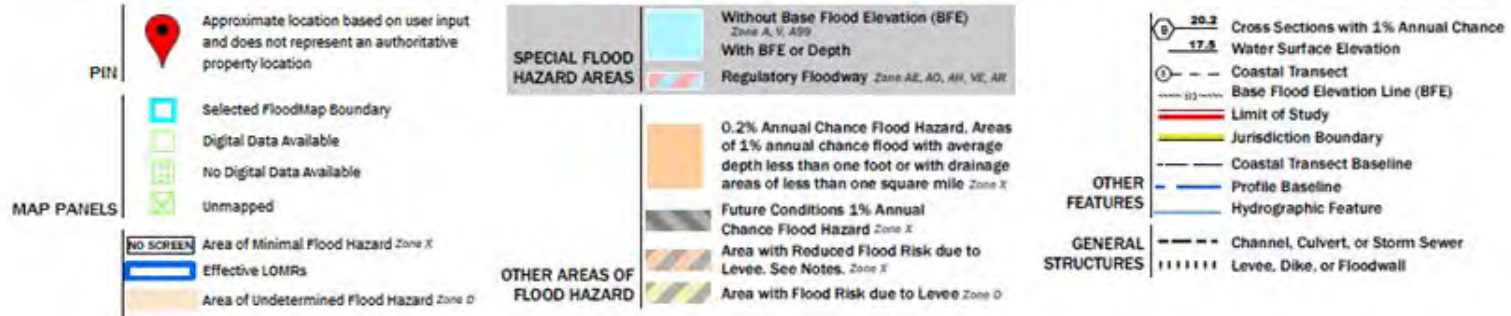 PIN
Approximate location based on user input
and does not represent an authoritative
property location
MAP PANELS
Selected FloodMap Boundary
Digital Data Available
No Digital Data Available
Unmapped
NO SCREEN Area of Minimal Flood Hazard Zone X
Effective LOMRs
Area of Undetermined Flood Hazard Zone D
SPECIAL FLOOD
HAZARD AREAS
Without Base Flood Elevation (BFE)
Zone A, V, A99
With BFE or Depth
Regulatory Floodway Zone AE, AO, AH, VE, AR
OTHER AREAS OF
FLOOD HAZARD
0.2% Annual Chance Flood Hazard, Areas
of 1% annual chance flood with average
depth less than one foot or with drainage
areas of less than one square mile Zone X
Future Conditions 1% Annual
Chance Flood Hazard Zone X
Area with Reduced Flood Risk due to
Levee. See Notes. Zone X
Area with Flood Risk due to Levee Zone D
OTHER
FEATURES
20.2 Cross Sections with 1% Annual Chance
17.5 Water Surface Elevation
Coastal Transect
Base Flood Elevation Line (BFE)
Limit of Study
Jurisdiction Boundary
Coastal Transect Baseline
Profile Baseline
Hydrographic Feature
GENERAL
STRUCTURES
Channel, Culvert, or Storm Sewer
Levee, Dike, or Floodwall